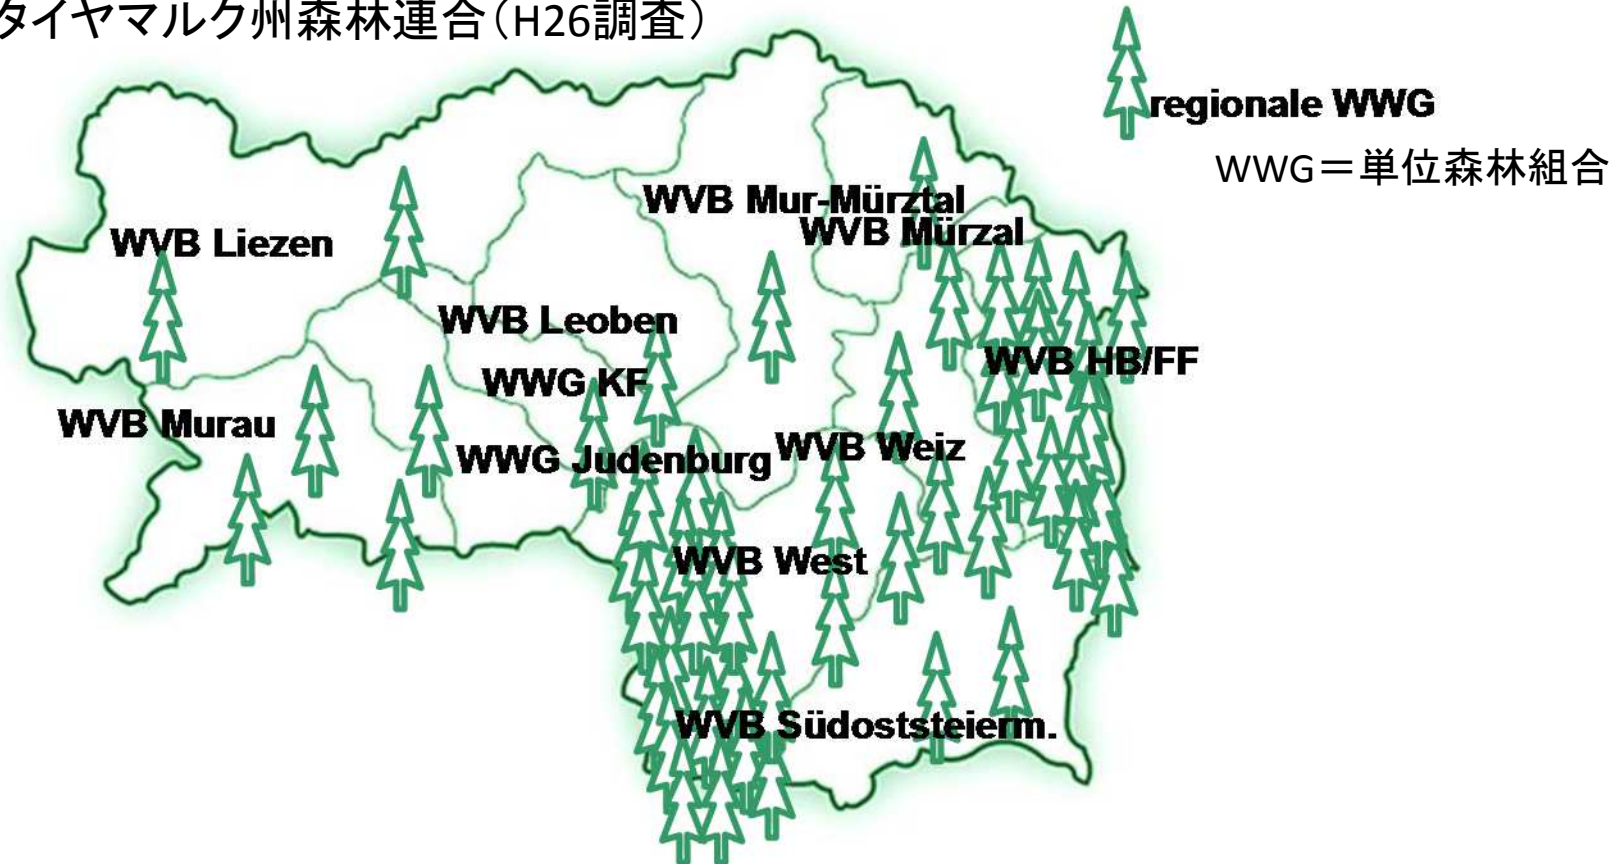 タイヤマルク州森林連合（H26調査）
regionale WWG
WWG＝単位森林組合
WVB Mur-Mürztal
WVB Mürzal
WVB Liezen
WVB Leoben
WVB HB/FF
WWG KF
WVB Murau
WWG Judenburg
WVB Weiz
WVB West
WVB Südoststeierm.